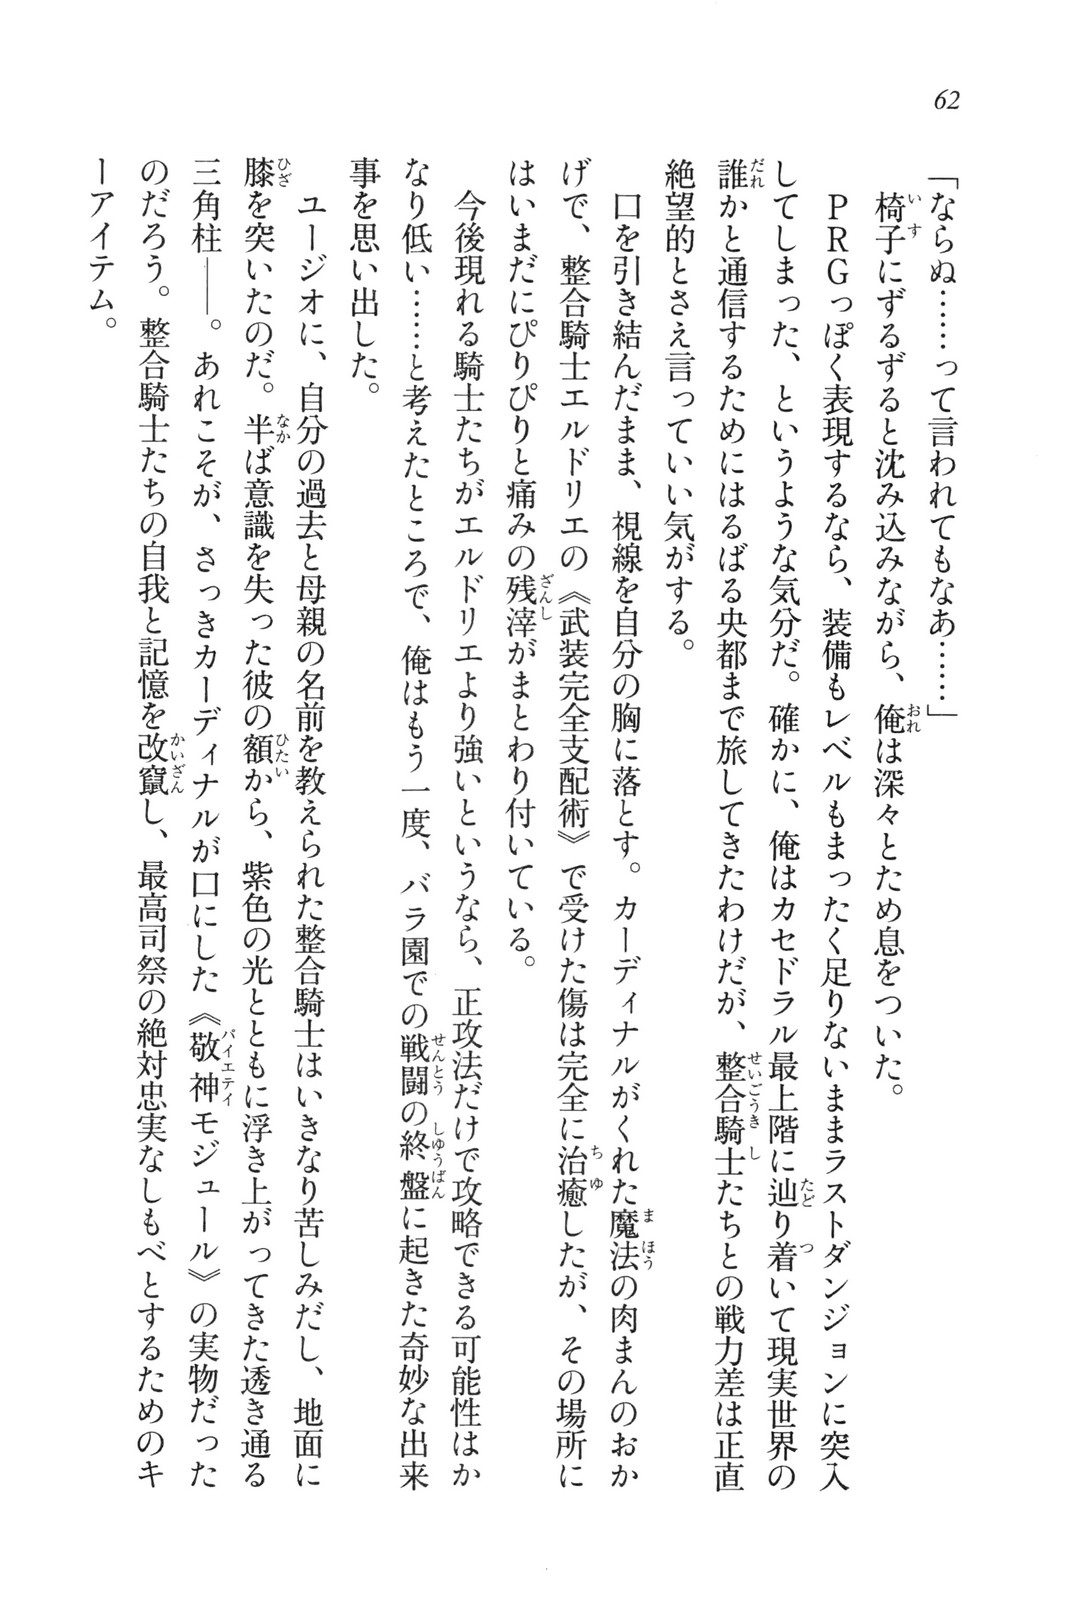 62
「ならぬ……って言われてもなあ……」
椅子にずるずると沈み込みながら、俺は深々とため息をついた。
PRGっぽく表現するなら、装備もレベルもまったく足りないままラストダンジョンに突入
してしまった、というような気分だ。確かに、俺はカセドラル最上階に辿り着いて現実世界の
誰かと通信するためにはるばる央都まで旅してきたわけだが、整合騎士たちとの戦力差は正直
絶望的とさえ言っていい気がする。
口を引き結んだまま、視線を自分の胸に落とす。カーディナルがくれた魔法の肉まんのおか
げで、整合騎士エルドリエの《武装完全支配術》で受けた傷は完全に治癒したが、その場所に
はいまだにぴりぴりと痛みの残滓がまとわり付いている。
今後現れる騎士たちがエルドリエより強いというなら、正攻法だけで攻略できる可能性はか
なり低い……と考えたところで、俺はもう一度、バラ園での戦闘の終盤に起きた奇妙な出来
事を思い出した。
ユージオに、自分の過去と母親の名前を教えられた整合騎士はいきなり苦しみだし、地面に
膝を突いたのだ。半ば意識を失った彼の額から、紫色の光とともに浮き上がってきた透き通る
三角柱――。あれこそが、さっきカーディナルが口にした《敬神モジュール》の実物だった
のだろう。整合騎士たちの自我と記憶を改竄し、最高司祭の絶対忠実なしもべとするためのキ
ーアイテム。